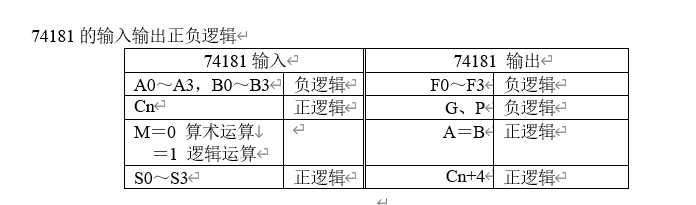 74181 的输入输出正负逻辑
74181 输入 74181 输出
A0～A3，B0～B3 负逻辑 F0～F3 负逻辑
Cn 正逻辑 G、P 负逻辑
M＝0 算术运算 A＝B 正逻辑
＝1 逻辑运算
S0～S3 正逻辑 Cn+4 正逻辑